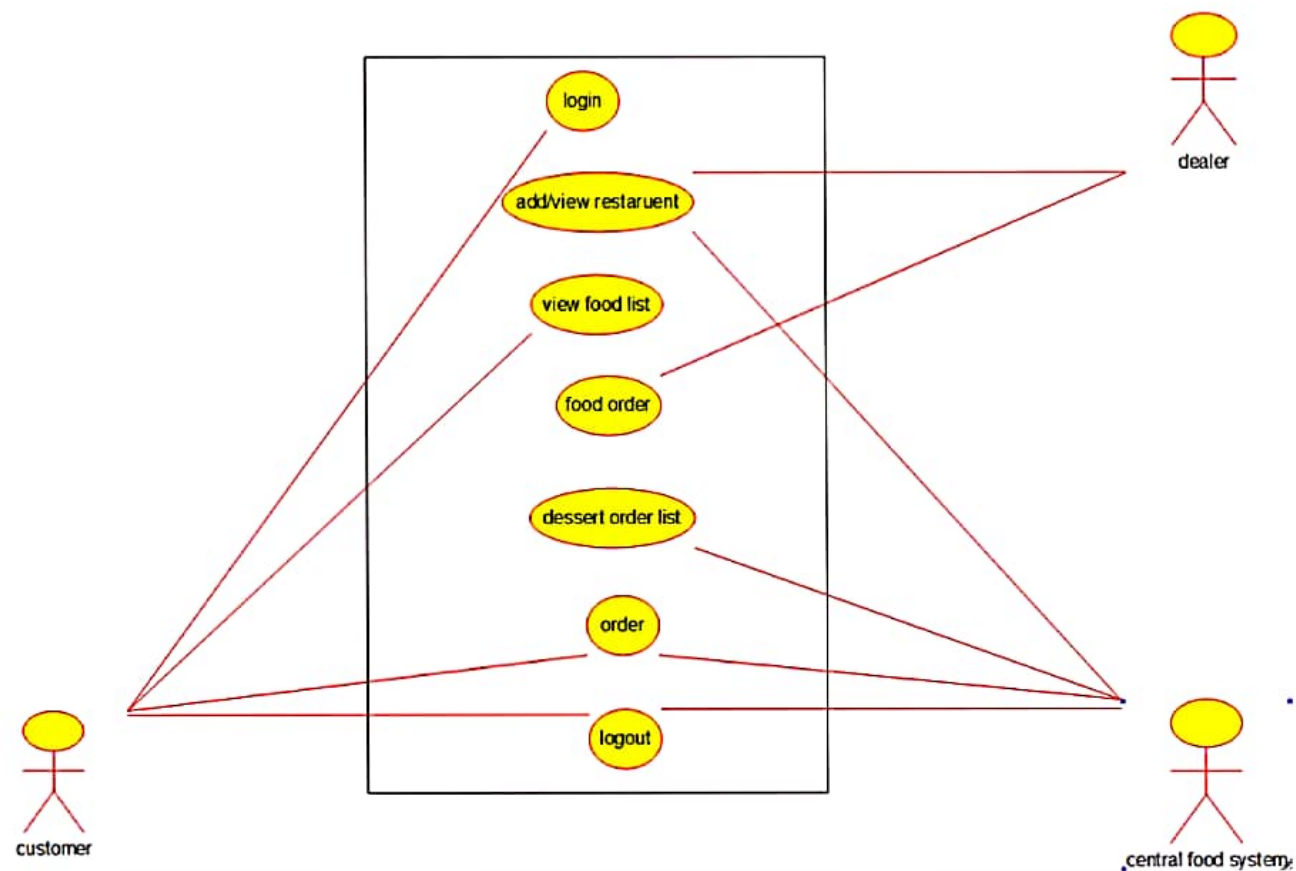 login
dealer
add/view restaruent
view food list
food order
dessert order list
order
logout
customer
central food system